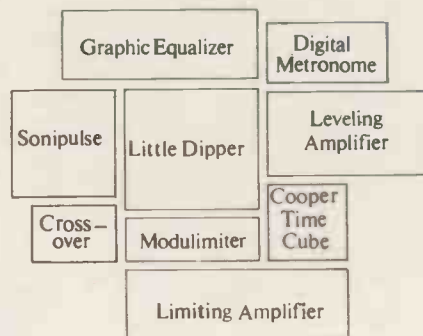 Graphic Equalizer
Digital
Metronome
Sonipulse
Little Dipper
Leveling
Amplifier
Cross–
over
Modulimiter
Cooper
Time
Cube
Limiting Amplifier